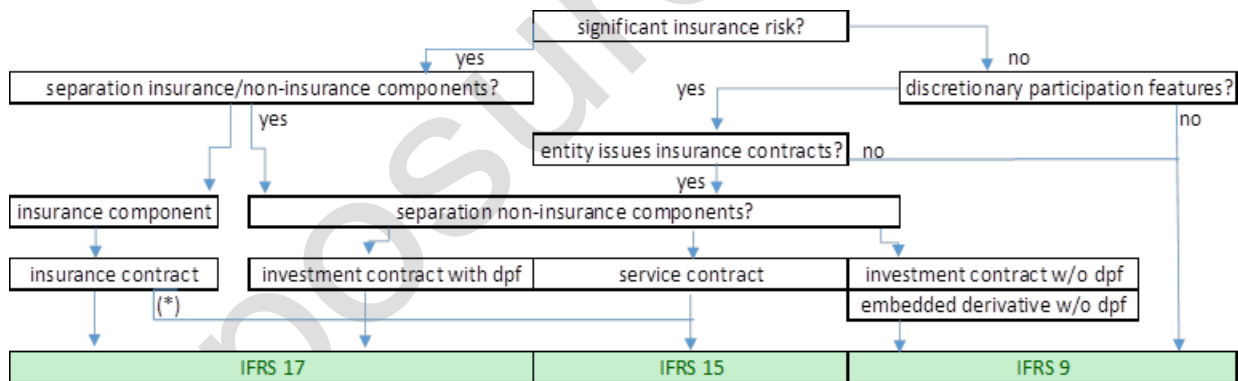 significant insurance risk?
yes
no
separation insurance/non-insurance components?
discretionary participation features?
yes
yes
no
entity issues insurance contracts?
no
yes
insurance component
separation non-insurance components?
insurance contract
investment contract with dpf
service contract
investment contract w/o dpf
(*)
embedded derivative w/o dpf
IFRS 17
IFRS 15
IFRS 9